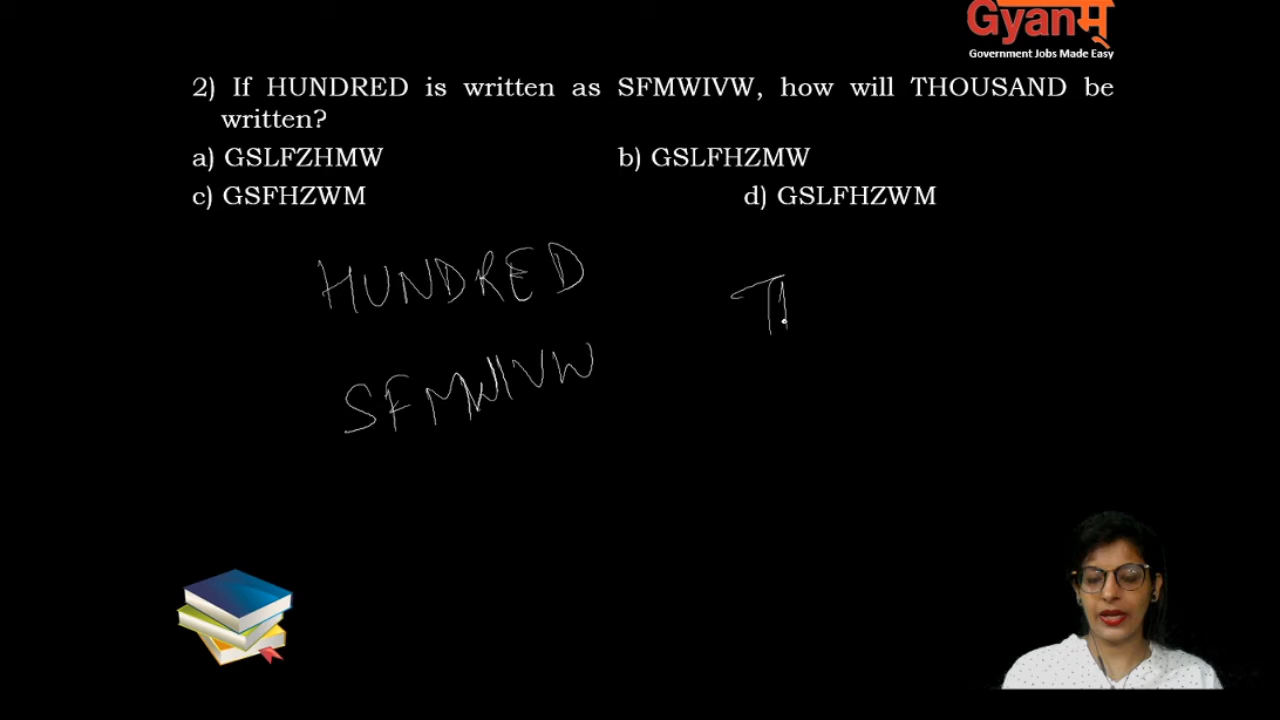 Gyanम्
Government Jobs Made Easy
2) If HUNDRED is written as SFMWIVW, how will THOUSAND be
written?
a) GSLFZHMW b) GSLFHZMW
c) GSFHZWM d) GSLFHZWM
HUNDRED
T
SFMWIVW